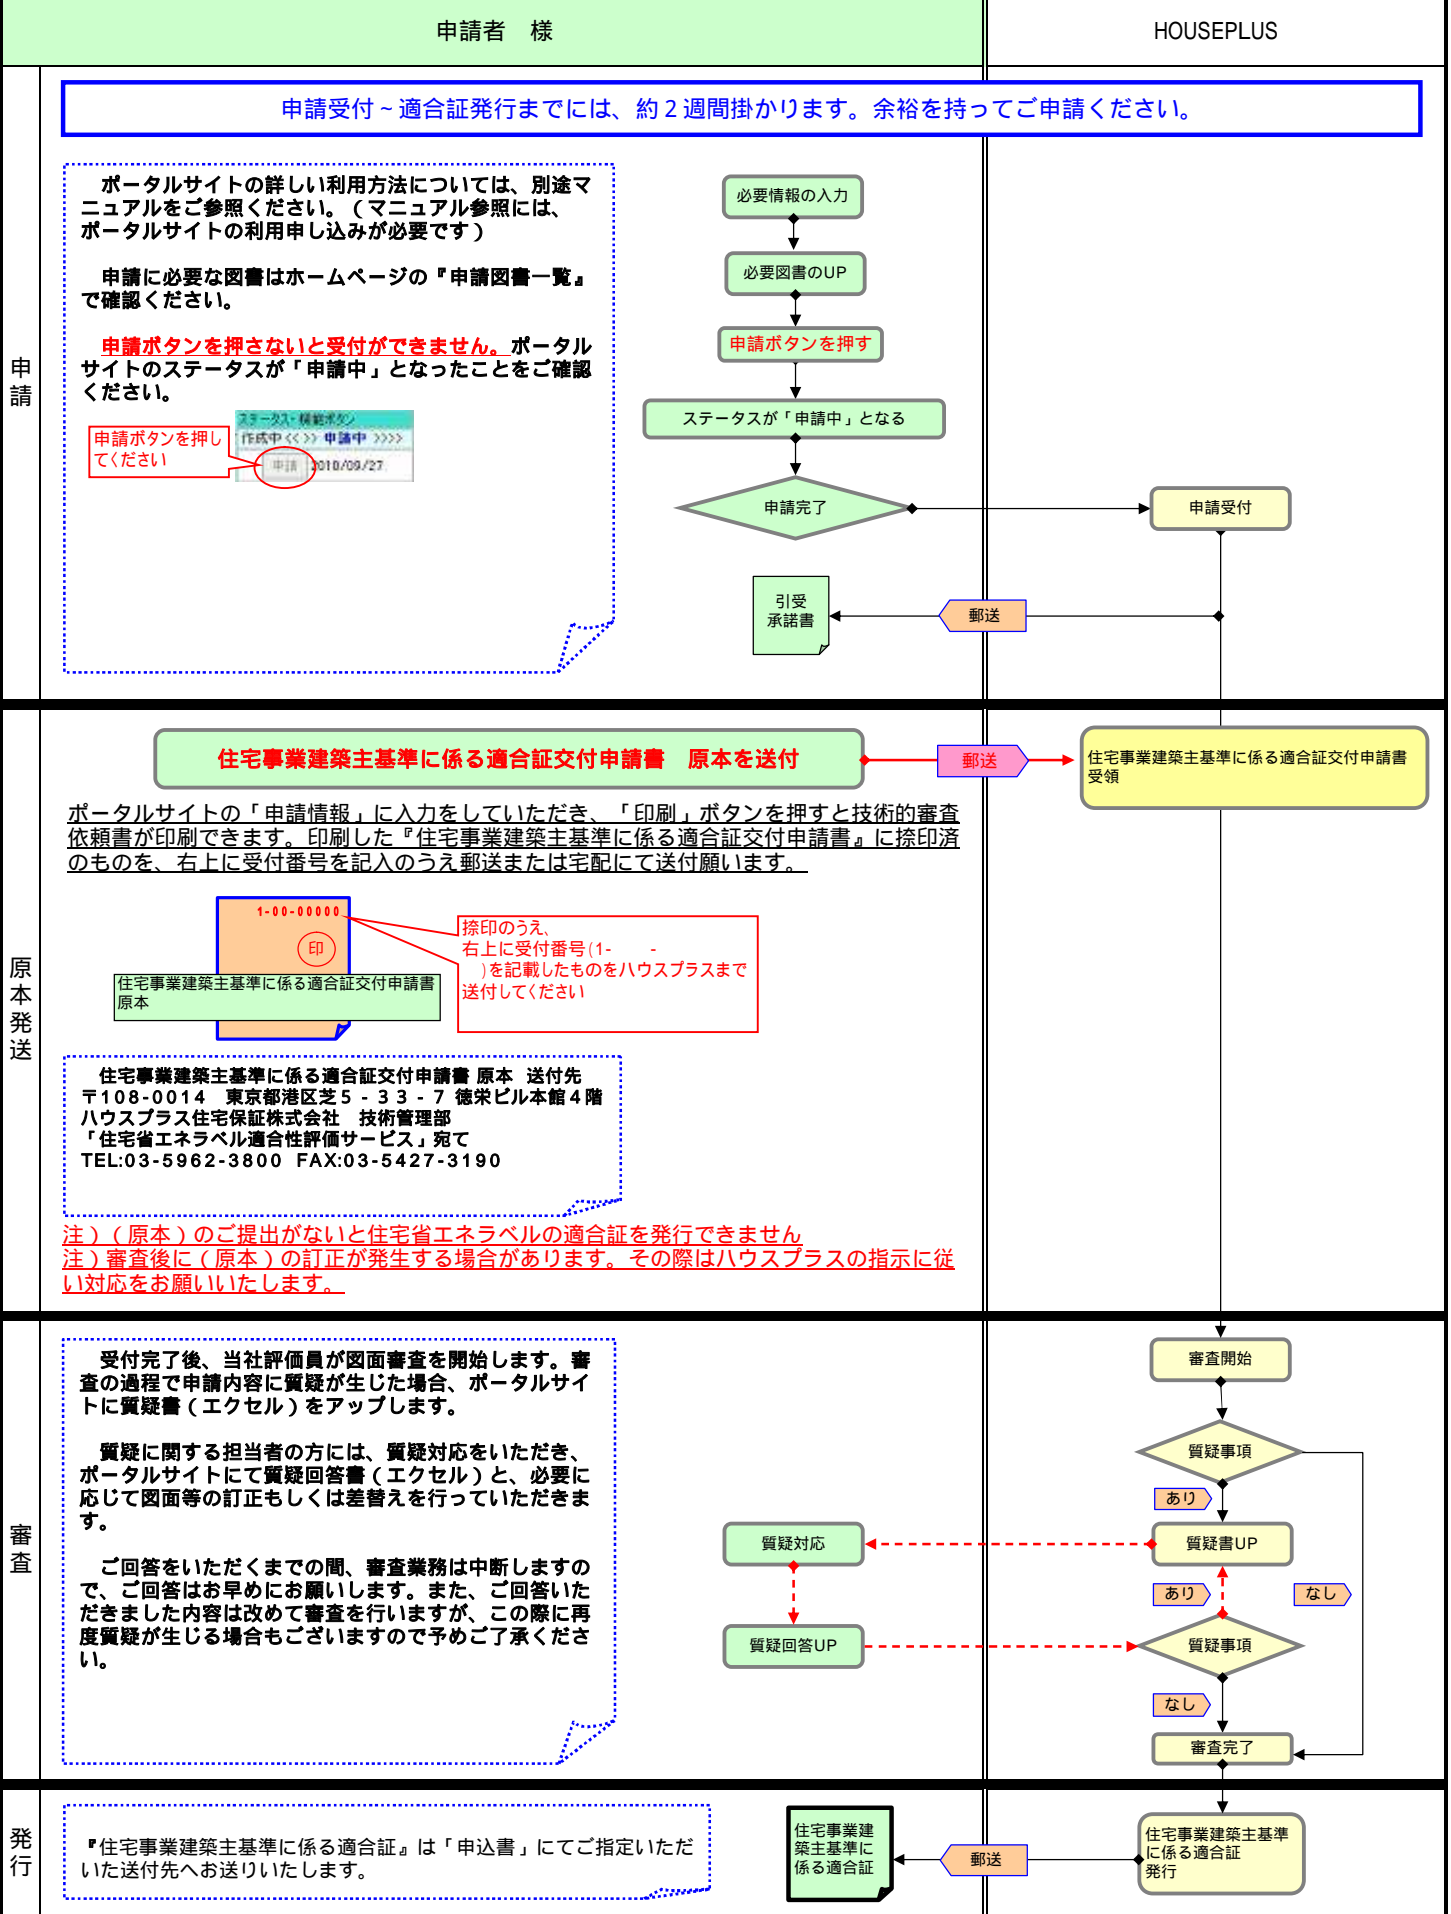 申請者　様
HOUSEPLUS
申請
申請受付～適合証発行までには、約２週間掛かります。余裕を持ってご申請ください。
ポータルサイトの詳しい利用方法については、別途マ
ニュアルをご参照ください。（マニュアル参照には、
ポータルサイトの利用申し込みが必要です）
申請に必要な図書はホームページの『申請図書一覧』
で確認ください。
申請ボタンを押さないと受付ができません。ポータル
サイトのステータスが「申請中」となったことをご確認
ください。
申請ボタンを押し
てください
ステータス・機能ボタン
作成中 << >> 申請中 >>>>
申請 2010/09/27
必要情報の入力
必要図書のUP
申請ボタンを押す
ステータスが「申請中」となる
申請完了
申請受付
引受
承諾書
郵送
原本発送
住宅事業建築主基準に係る適合証交付申請書　原本を送付
郵送
住宅事業建築主基準に係る適合証交付申請書
受領
ポータルサイトの「申請情報」に入力をしていただき、「印刷」ボタンを押すと技術的審査
依頼書が印刷できます。印刷した『住宅事業建築主基準に係る適合証交付申請書』に捺印済
のものを、右上に受付番号を記入のうえ郵送または宅配にて送付願います。
1-00-00000
印
住宅事業建築主基準に係る適合証交付申請書
原本
捺印のうえ、
右上に受付番号(1-　　-
　)を記載したものをハウスプラスまで
送付してください
住宅事業建築主基準に係る適合証交付申請書 原本 送付先
〒108-0014　東京都港区芝５-３３-７ 徳栄ビル本館４階
ハウスプラス住宅保証株式会社　技術管理部
「住宅省エネラベル適合性評価サービス」宛て
TEL:03-5962-3800 FAX:03-5427-3190
注）（原本）のご提出がないと住宅省エネラベルの適合証を発行できません
注）審査後に（原本）の訂正が発生する場合があります。その際はハウスプラスの指示に従
い対応をお願いいたします。
審査
受付完了後、当社評価員が図面審査を開始します。審
査の過程で申請内容に質疑が生じた場合、ポータルサイ
トに質疑書（エクセル）をアップします。
質疑に関する担当者の方には、質疑対応をいただき、
ポータルサイトにて質疑回答書（エクセル）と、必要に
応じて図面等の訂正もしくは差替えを行っていただきま
す。
ご回答をいただくまでの間、審査業務は中断しますの
で、ご回答はお早めにお願いします。また、ご回答いた
だきました内容は改めて審査を行いますが、この際に再
度質疑が生じる場合もございますので予めご了承くださ
い。
審査開始
質疑事項
あり
質疑対応
質疑書UP
あり
なし
質疑回答UP
質疑事項
なし
審査完了
発行
『住宅事業建築主基準に係る適合証』は「申込書」にてご指定いただ
いた送付先へお送りいたします。
住宅事業建
築主基準に
係る適合証
郵送
住宅事業建築主基準
に係る適合証
発行